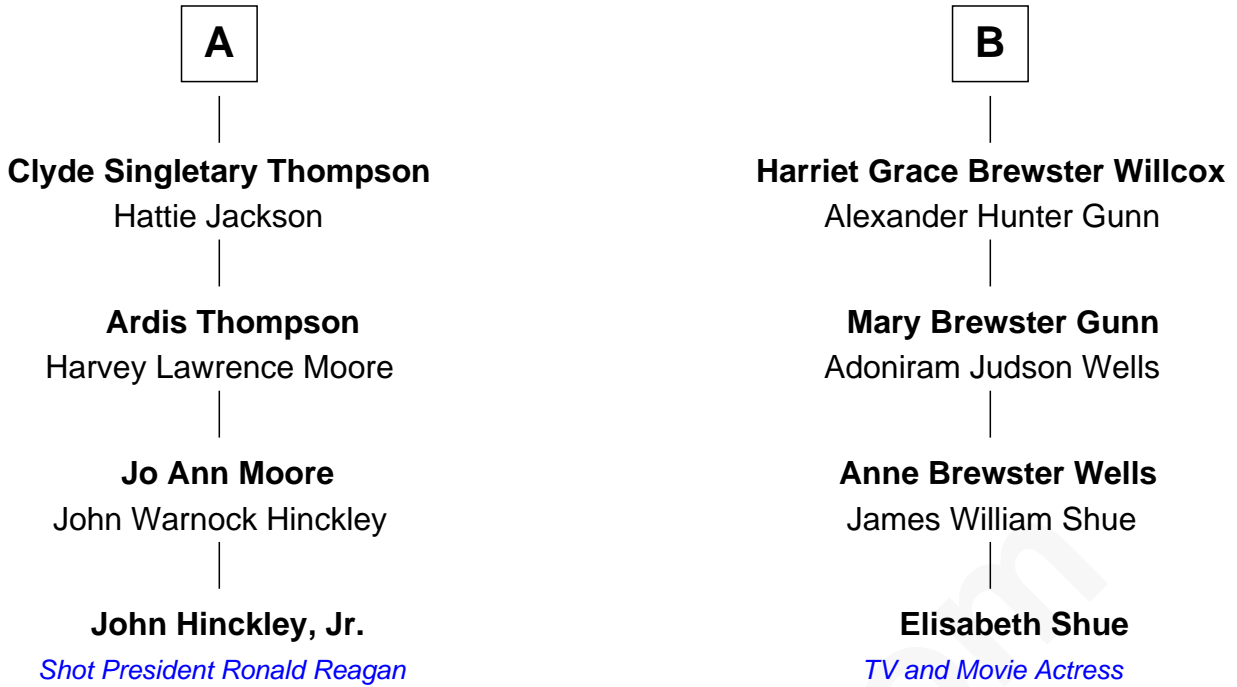 A
Clyde Singletary Thompson
Hattie Jackson
Ardis Thompson
Harvey Lawrence Moore
Jo Ann Moore
John Warnock Hinckley
John Hinckley, Jr.
Shot President Ronald Reagan
B
Harriet Grace Brewster Willcox
Alexander Hunter Gunn
Mary Brewster Gunn
Adoniram Judson Wells
Anne Brewster Wells
James William Shue
Elisabeth Shue
TV and Movie Actress